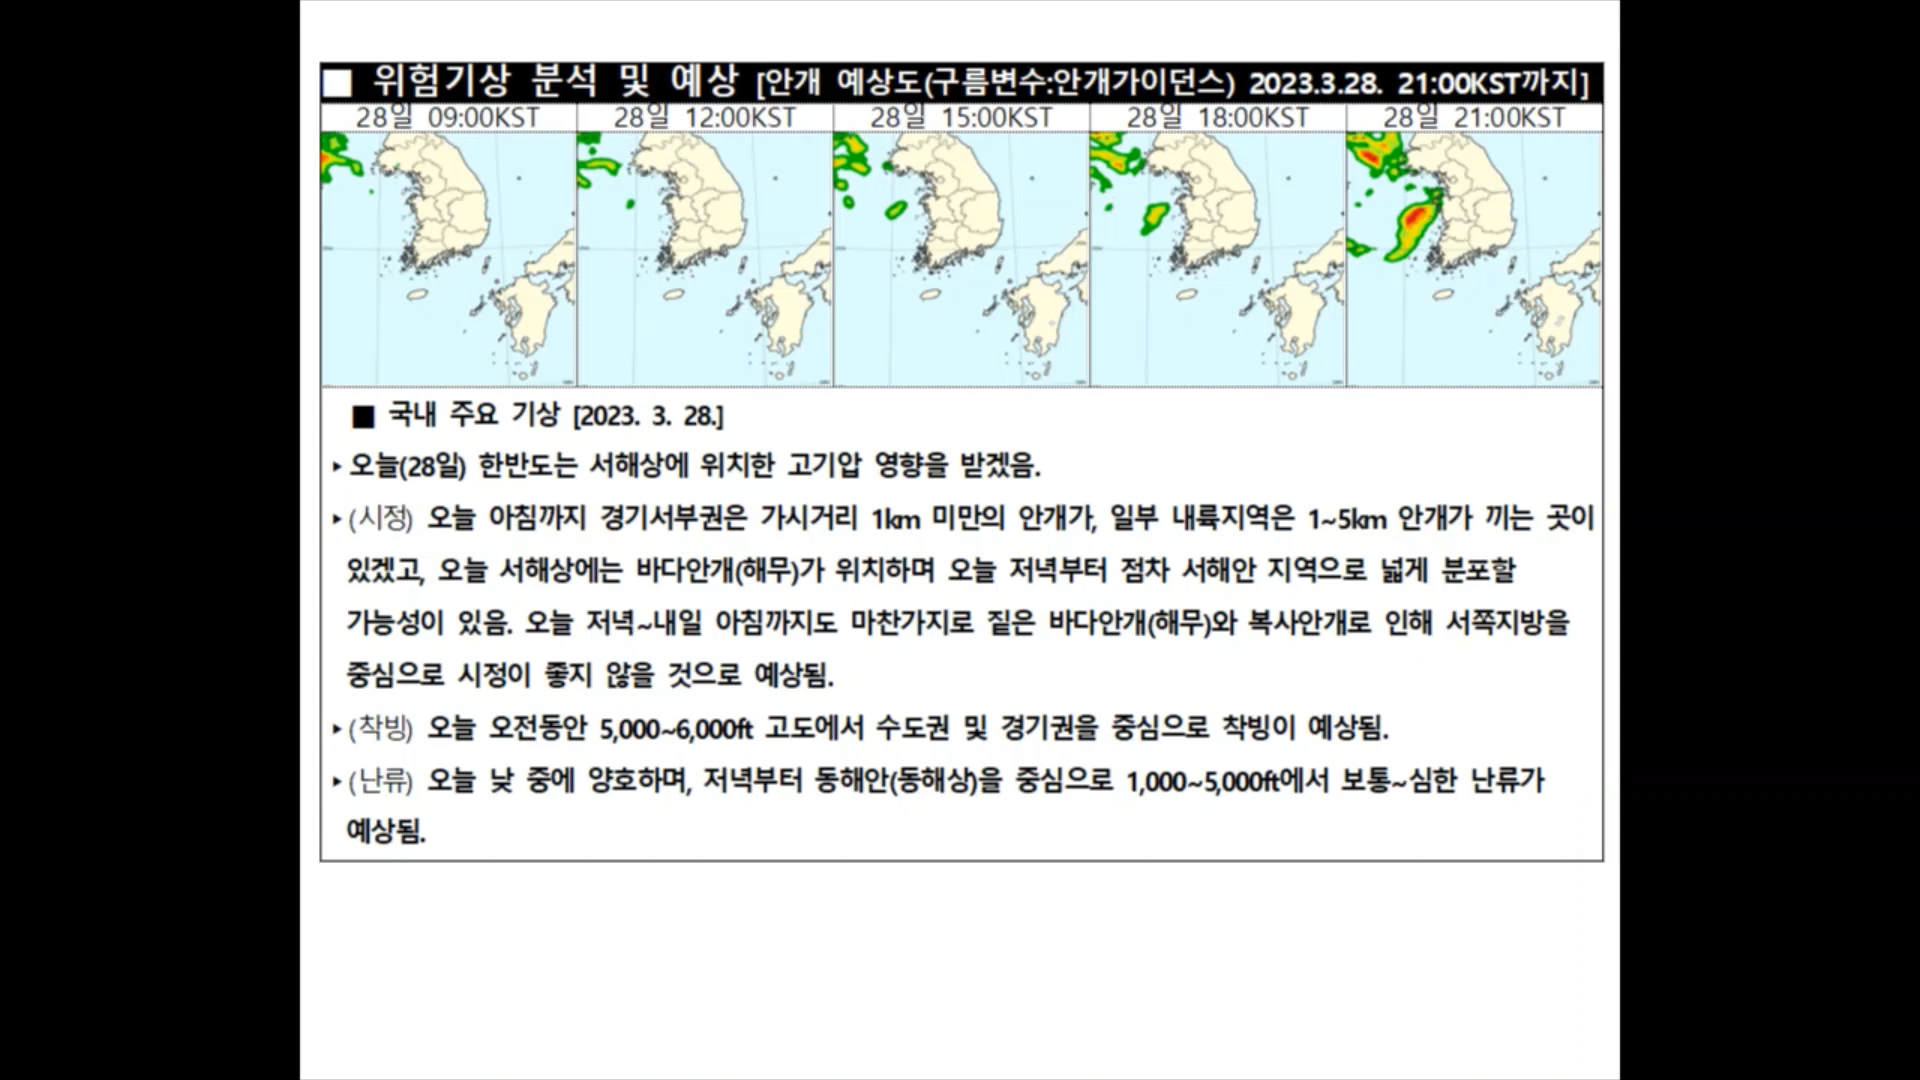 ■ 위험기상 분석 및 예상 [안개 예상도(구름변수:안개가이던스) 2023.3.28. 21:00KST까지]
28일 09:00KST 28일 12:00KST 28일 15:00KST 28일 18:00KST 28일 21:00KST
■ 국내 주요 기상 [2023. 3. 28.]
▸오늘(28일) 한반도는 서해상에 위치한 고기압 영향을 받겠음.
▸(시정) 오늘 아침까지 경기서부권은 가시거리 1km 미만의 안개가, 일부 내륙지역은 1~5km 안개가 끼는 곳이
있겠고, 오늘 서해상에는 바다안개(해무)가 위치하며 오늘 저녁부터 점차 서해안 지역으로 넓게 분포할
가능성이 있음. 오늘 저녁~내일 아침까지도 마찬가지로 짙은 바다안개(해무)와 복사안개로 인해 서쪽지방을
중심으로 시정이 좋지 않을 것으로 예상됨.
▸(착빙) 오늘 오전동안 5,000~6,000ft 고도에서 수도권 및 경기권을 중심으로 착빙이 예상됨.
▸(난류) 오늘 낮 중에 양호하며, 저녁부터 동해안(동해상)을 중심으로 1,000~5,000ft에서 보통~심한 난류가
예상됨.